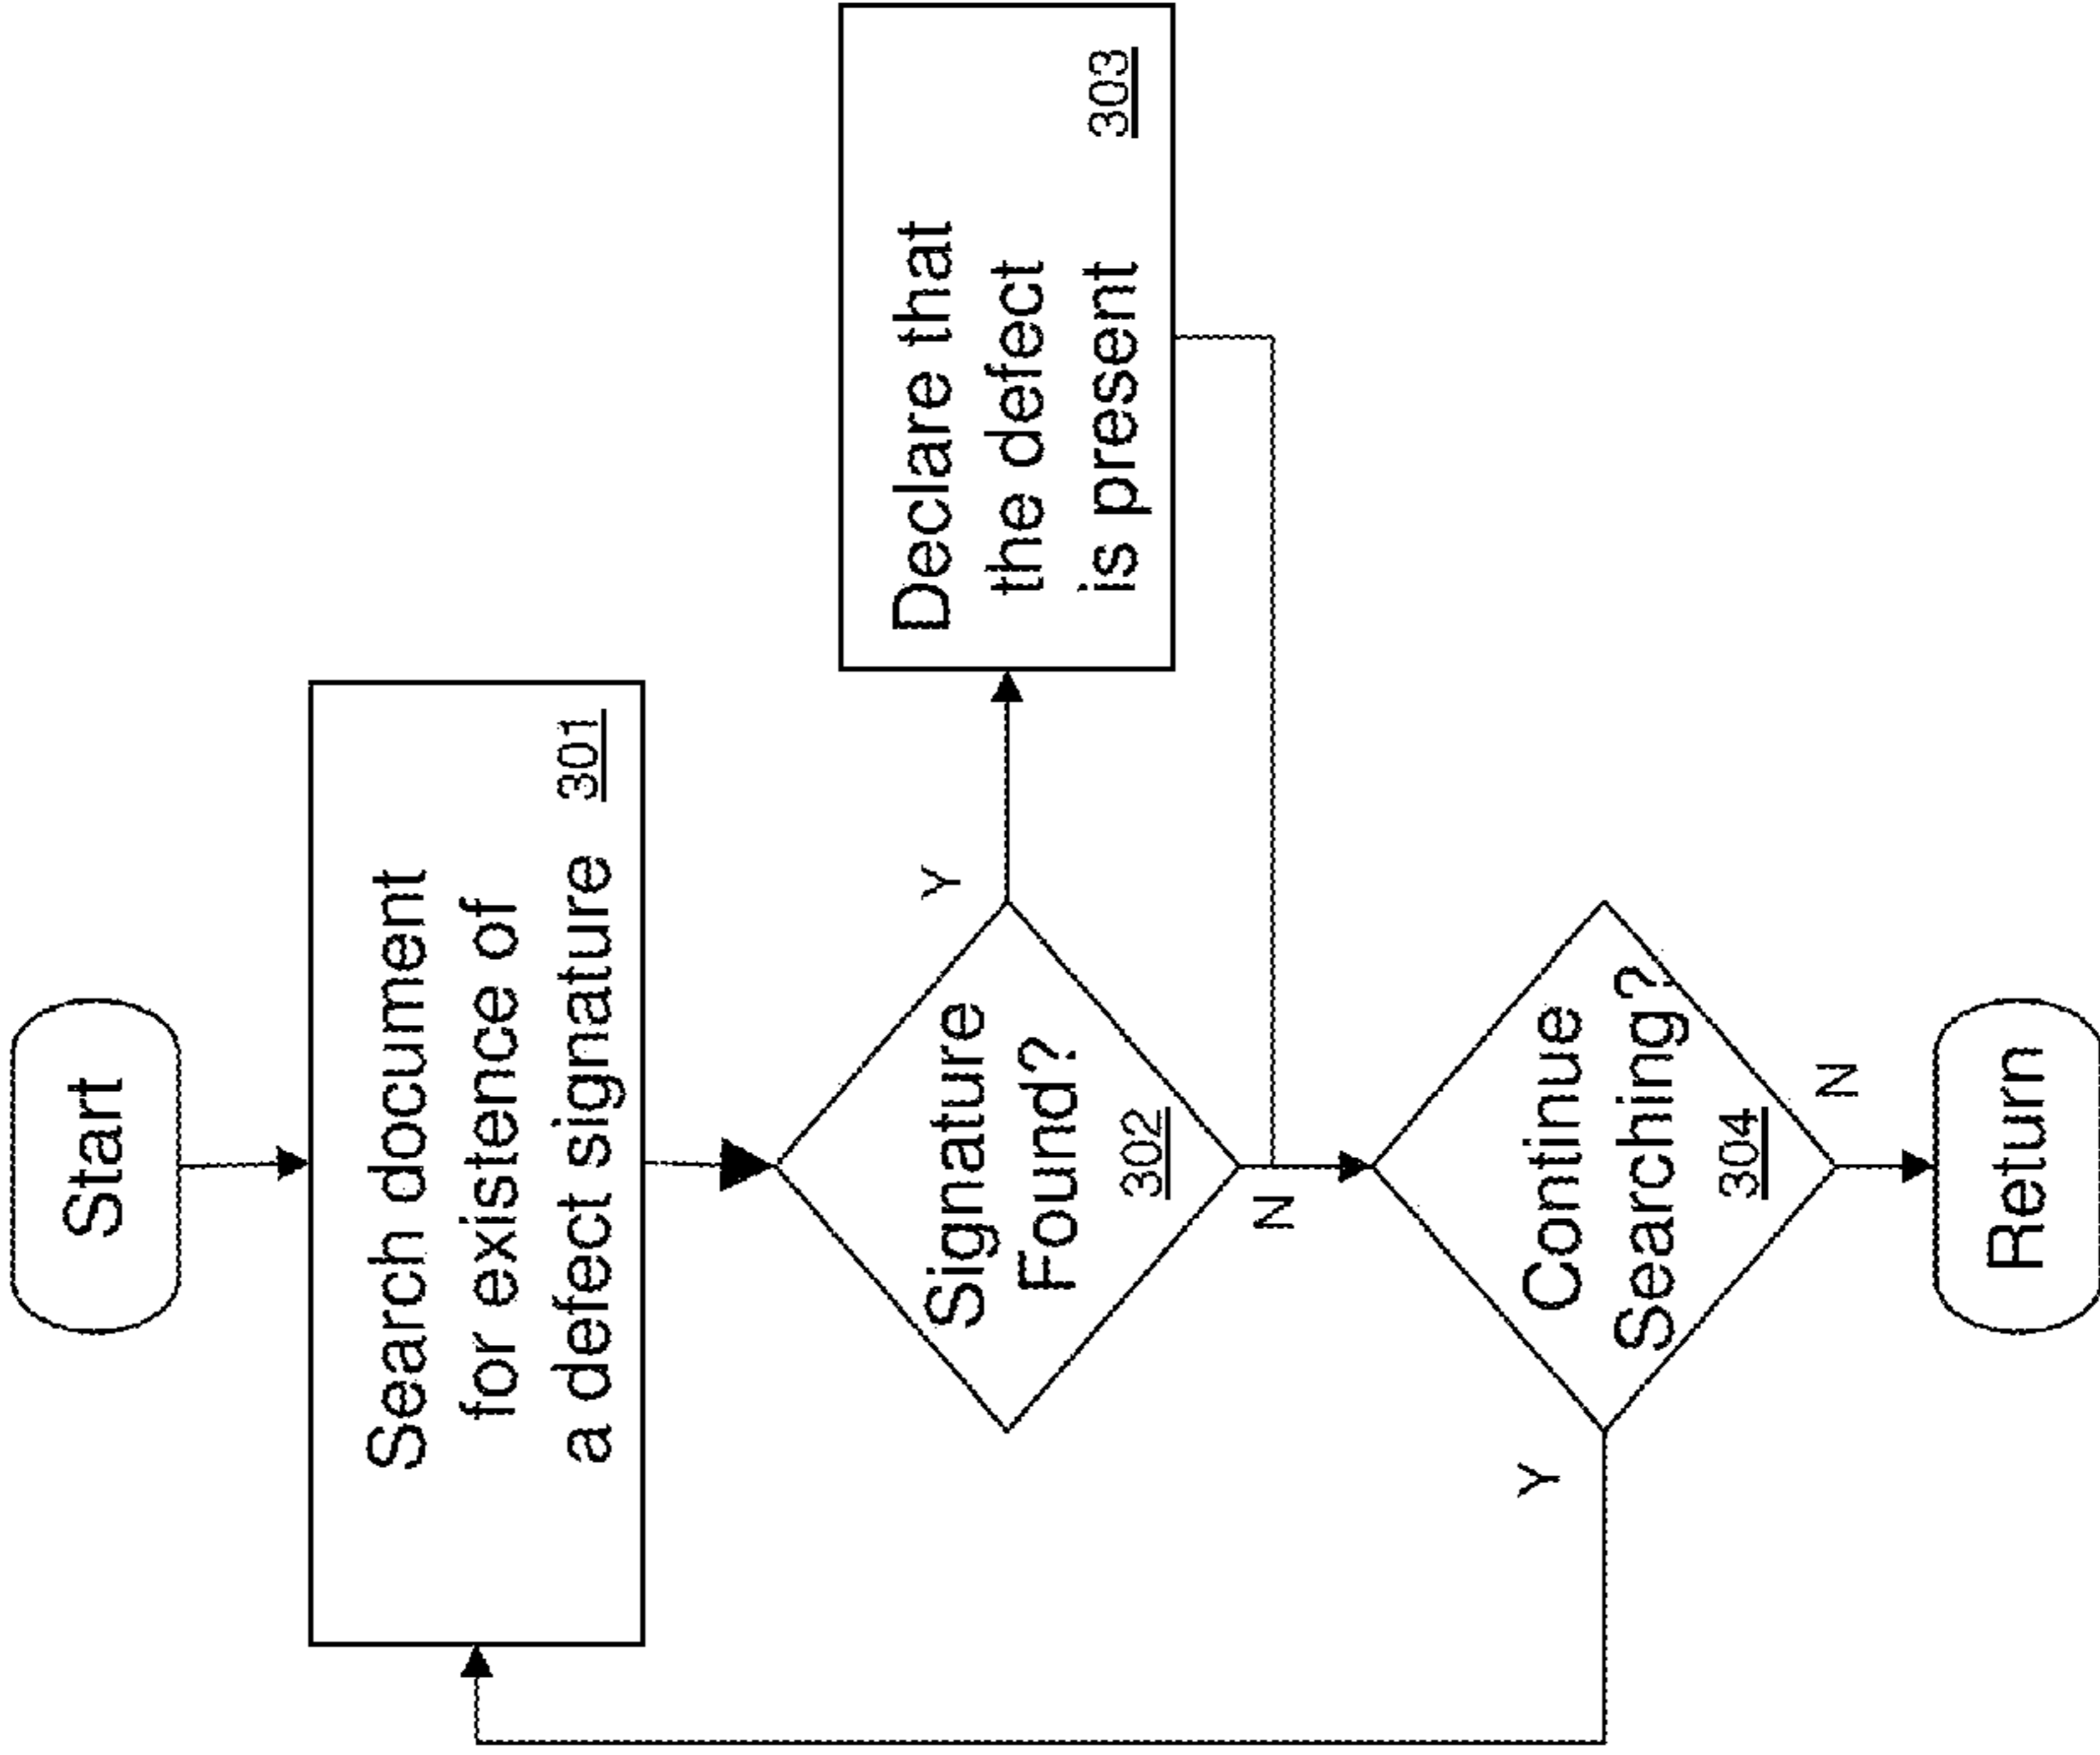 Start
Search document
for existence of
a defect signature 301
Signature
Found?
302
Y
N
Declare that
the defect
is present 303
Continue
Searching?
304
Y
N
Return